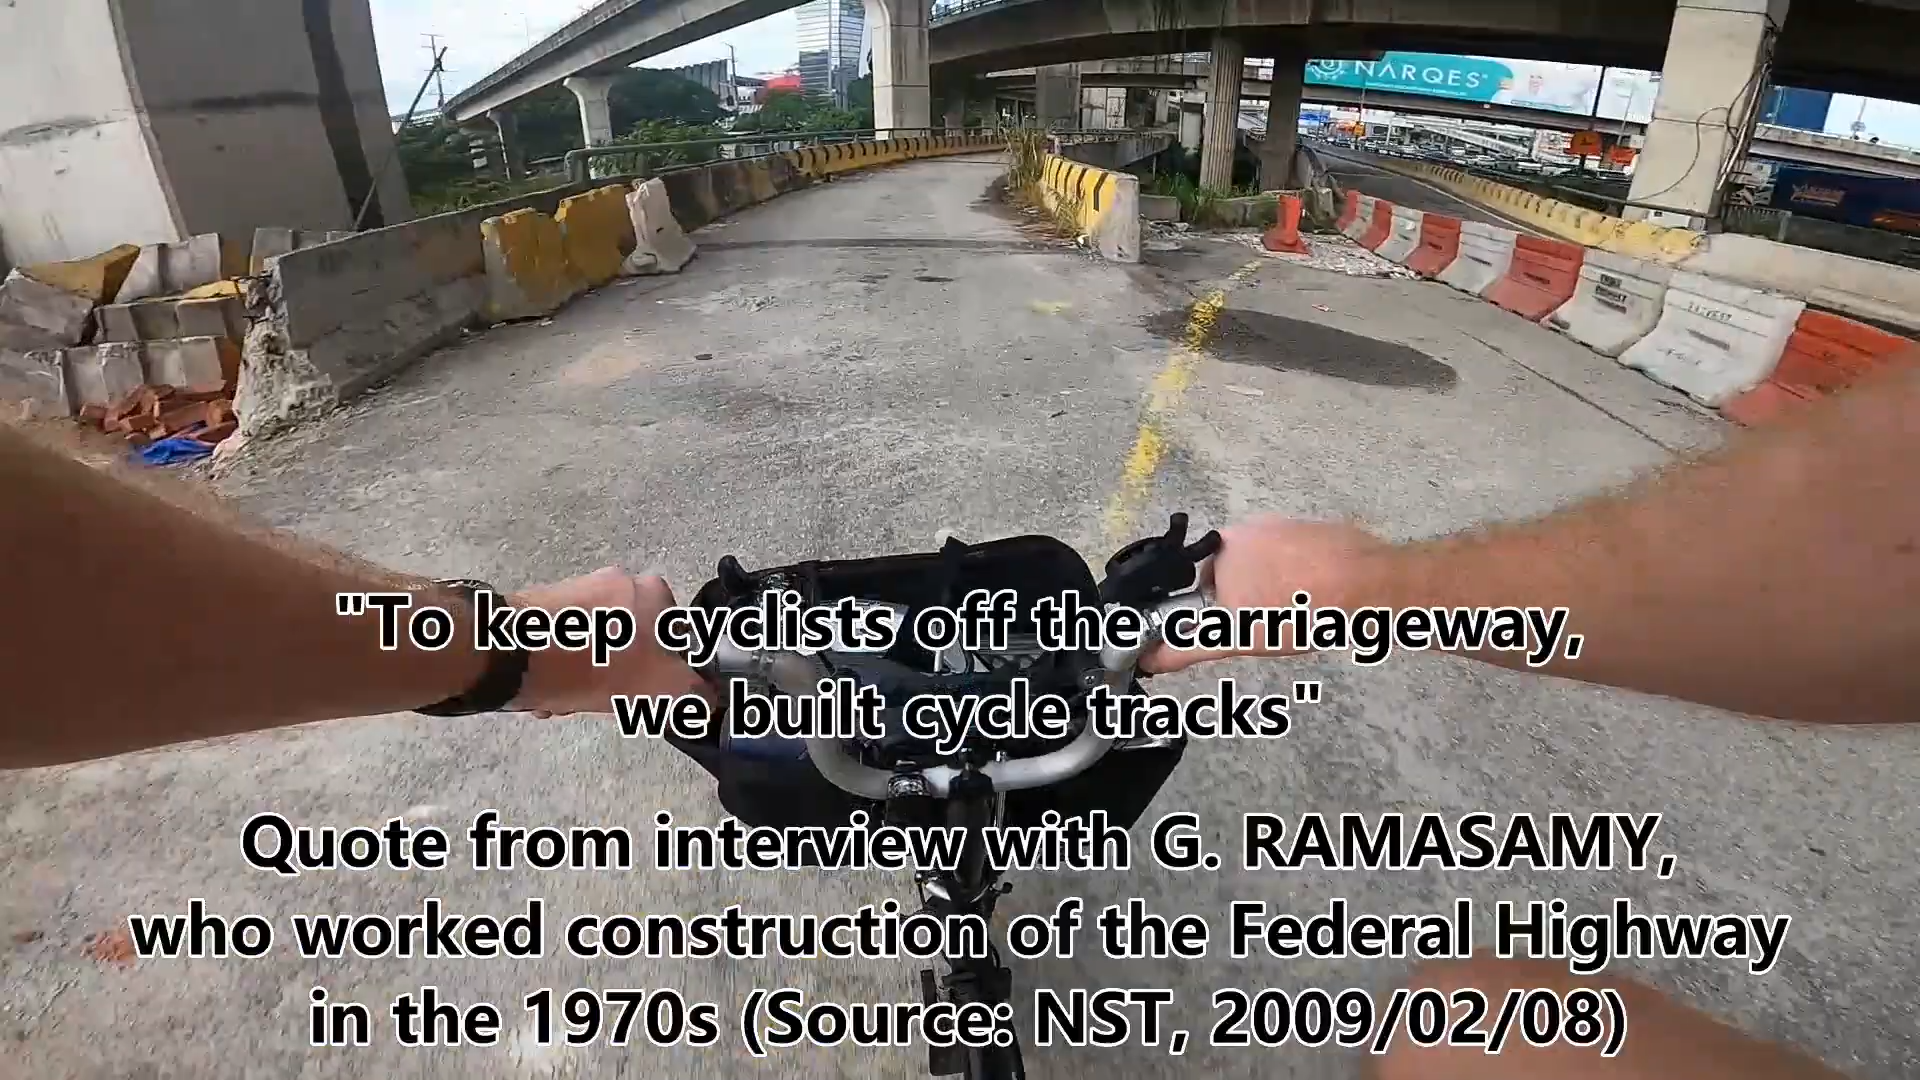 NARQES
"To keep cyclists off the carriageway,
we built cycle tracks"
Quote from interview with G. RAMASAMY,
who worked construction of the Federal Highway
in the 1970s (Source: NST, 2009/02/08)